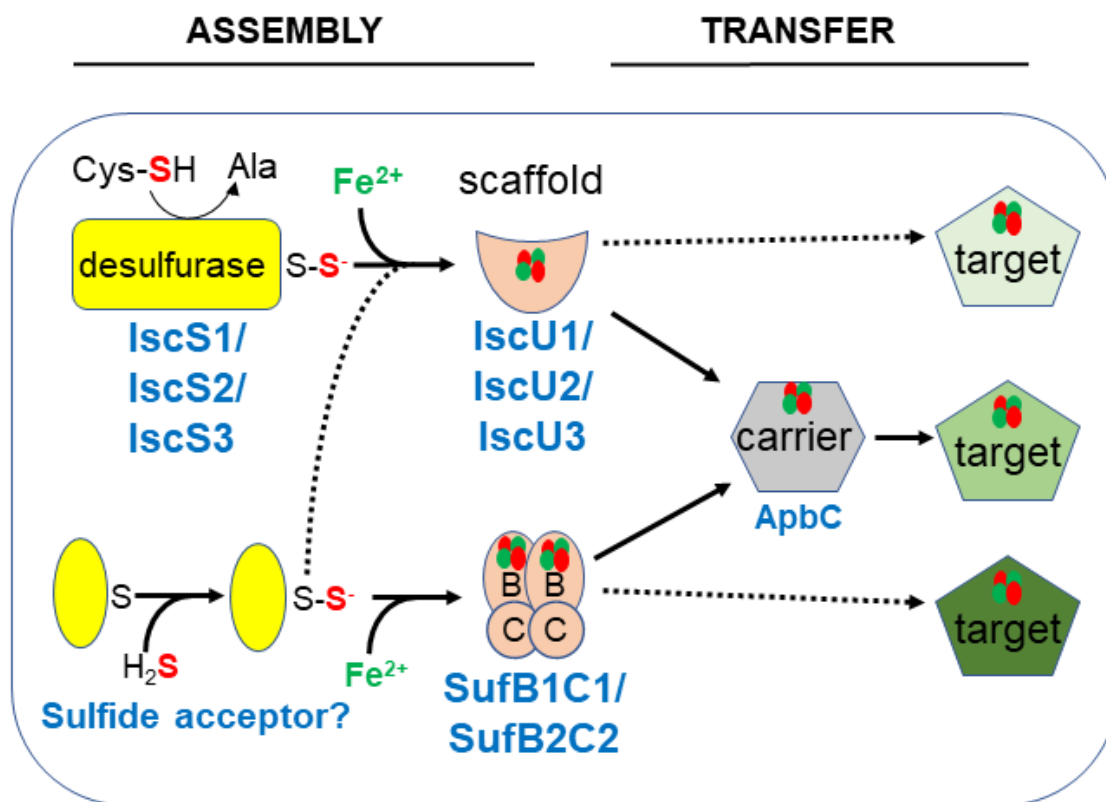 ASSEMBLY
TRANSFER
Cys-SH
Ala
Fe²⁺
scaffold
desulfurase
S-S⁻
target
IscS1/
IscS2/
IscS3
IscU1/
IscU2/
IscU3
carrier
target
ApbC
S
S-S⁻
H₂S
Fe²⁺
B B
C C
target
Sulfide acceptor?
SufB1C1/
SufB2C2